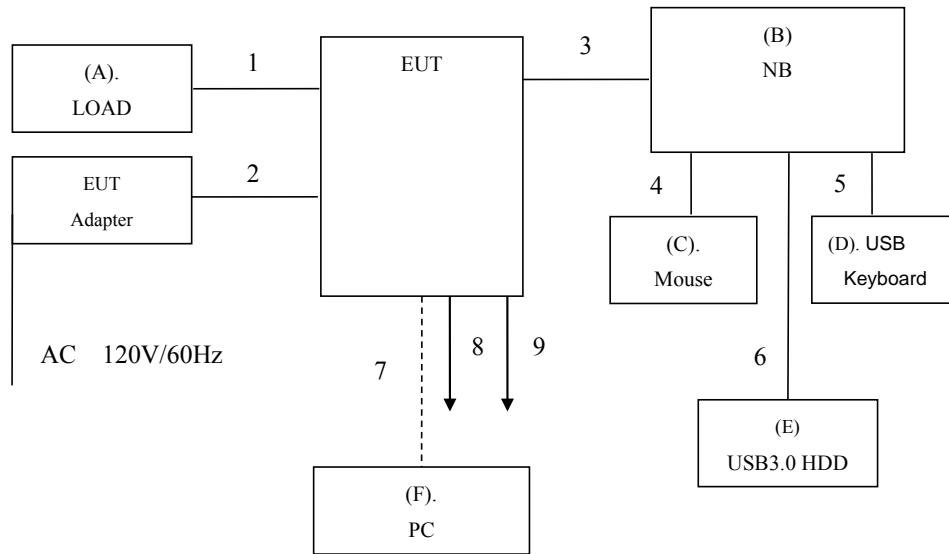 (A).
LOAD
1
EUT
3
(B)
NB
EUT
Adapter
2
4
5
(C).
Mouse
(D). USB
Keyboard
AC 120V/60Hz
7
8
9
6
(E)
USB3.0 HDD
(F).
PC